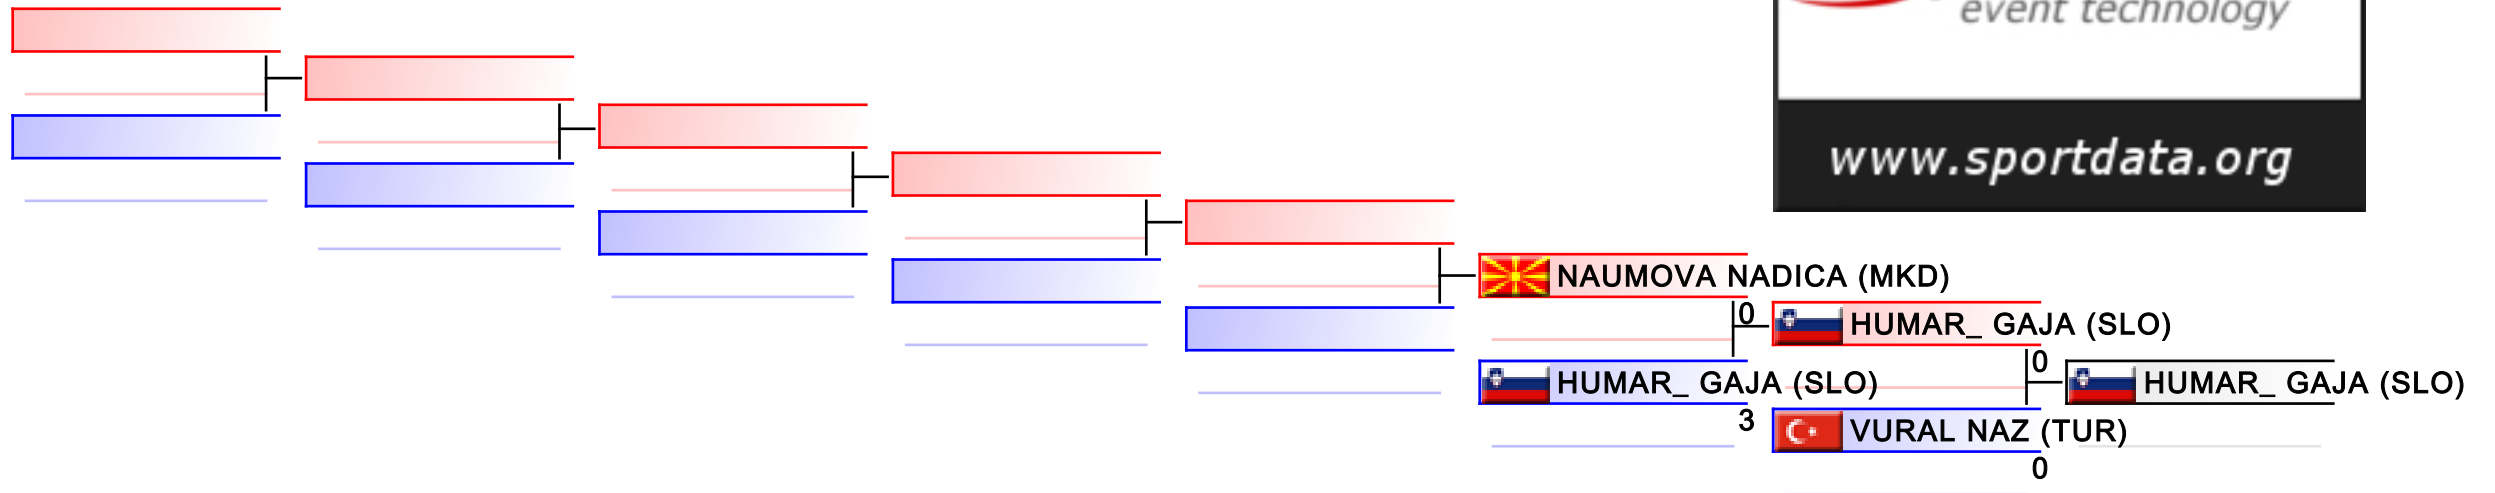 event technology
www.sportdata.org
NAUMOVA NADICA (MKD)
0
HUMAR_ GAJA (SLO)
0
HUMAR_ GAJA (SLO)
3
HUMAR_ GAJA (SLO)
VURAL NAZ (TUR)
0